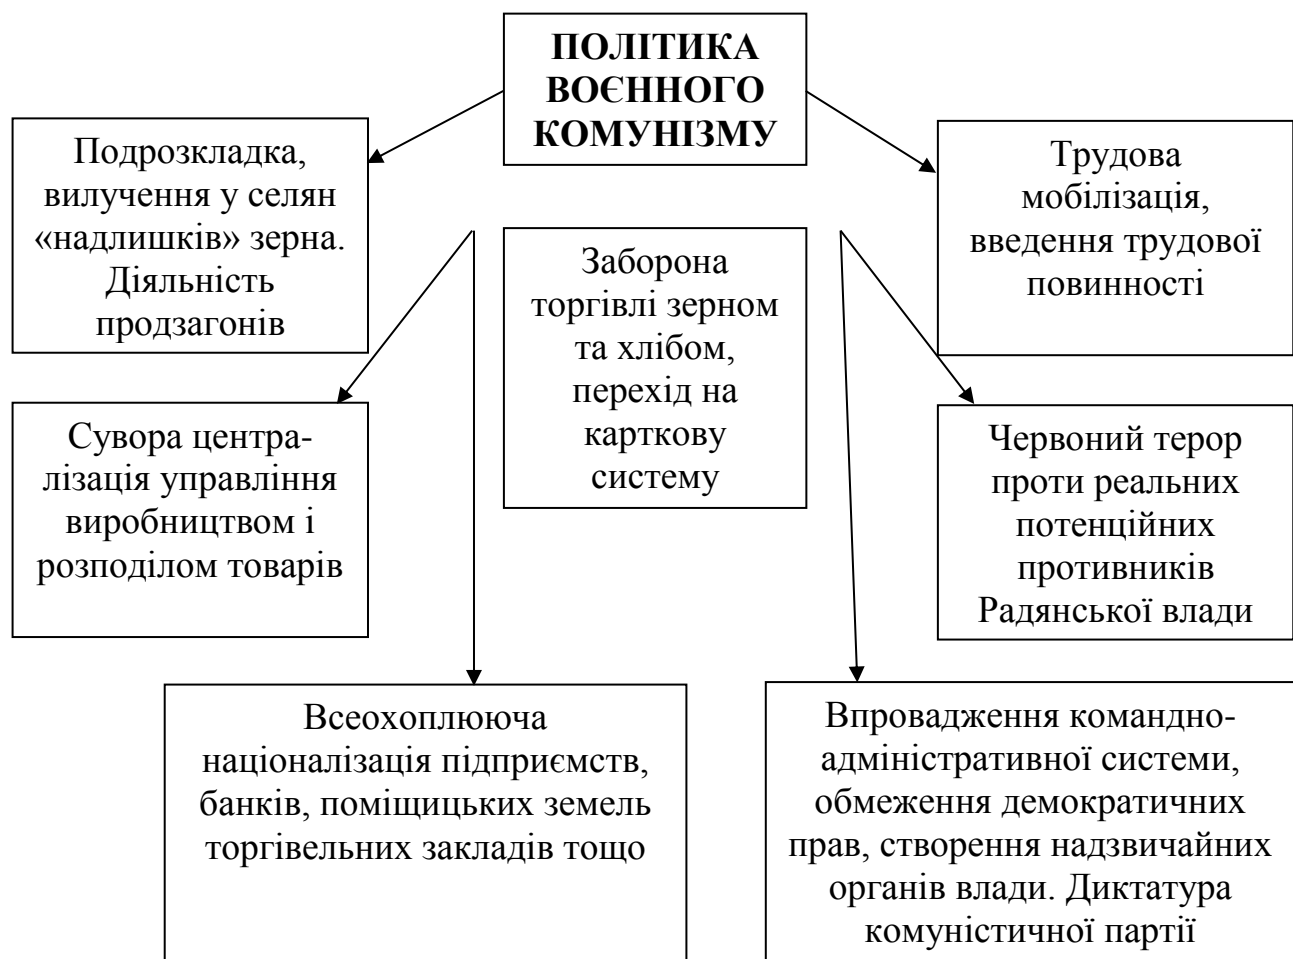 ПОЛІТИКА
ВОЄННОГО
КОМУНІЗМУ
Подрозкладка,
вилучення у селян
«надлишків» зерна.
Діяльність
продзагонів
Заборона
торгівлі зерном
та хлібом,
перехід на
карткову
систему
Трудова
мобілізація,
введення трудової
повинності
Сувора центра-
лізація управління
виробництвом і
розподілом товарів
Червоний терор
проти реальних
потенційних
противників
Радянської влади
Всеохоплююча
націоналізація підприємств,
банків, поміщицьких земель
торгівельних закладів тощо
Впровадження командно-
адміністративної системи,
обмеження демократичних
прав, створення надзвичайних
органів влади. Диктатура
комуністичної партії